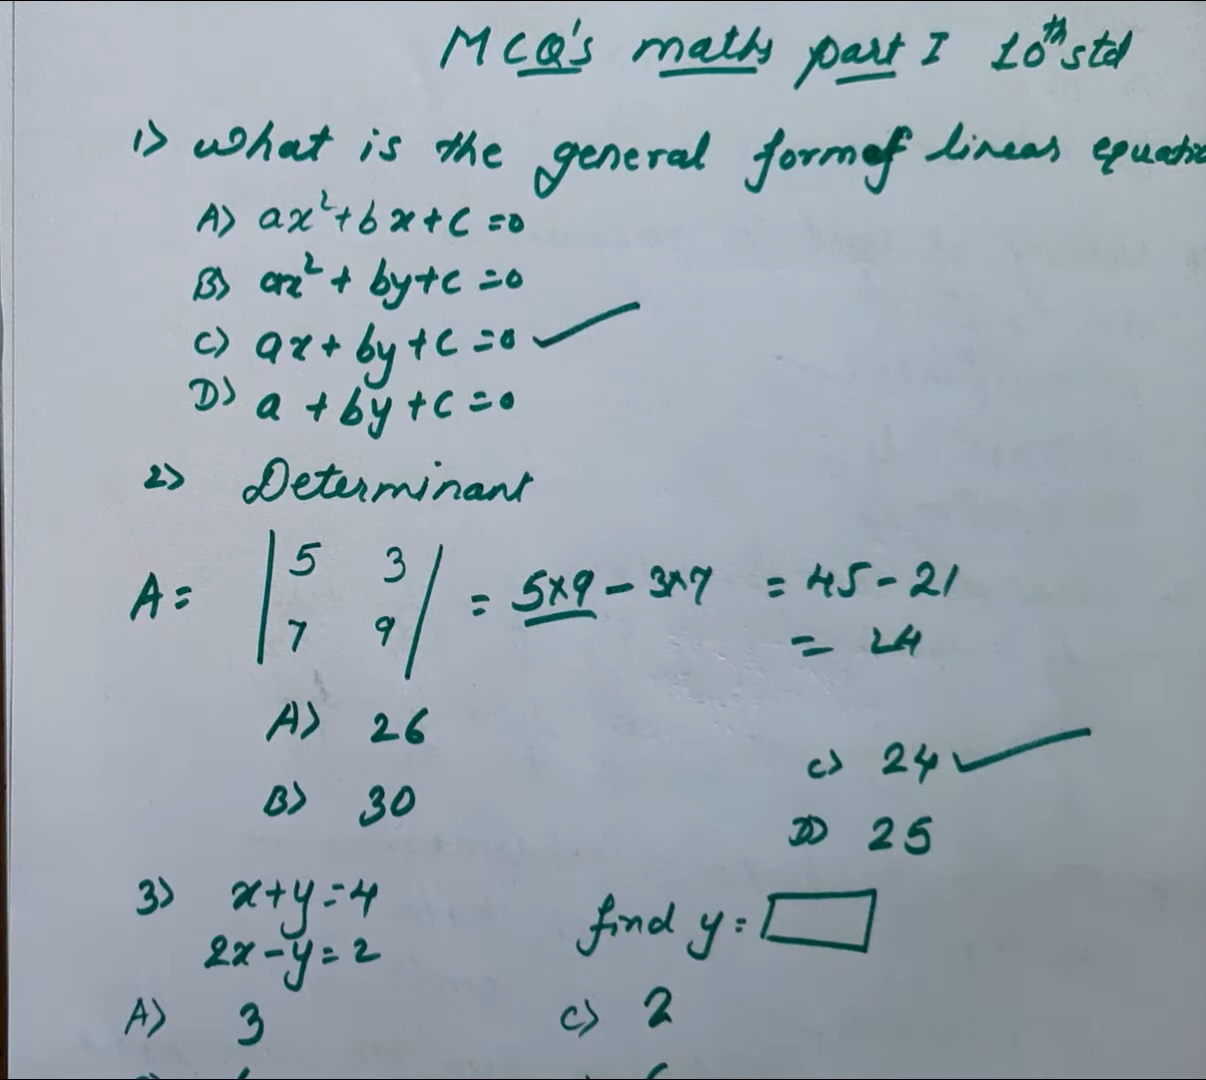 MCQ's maths part I 10th std
1) what is the general form of linear equatio
A) ax²+bx+c=0
B) ax²+by+c=0
C) ax+by+c=0 ✓
D) a+by+c=0
2) Determinant
A= | 5 3 | = 5×9-3×7 = 45-21
| 7 9 | = 24
A) 26
C) 24 ✓
B) 30
D) 25
3) x+y=4 find y=
2x-y=2
A) 3 C) 2